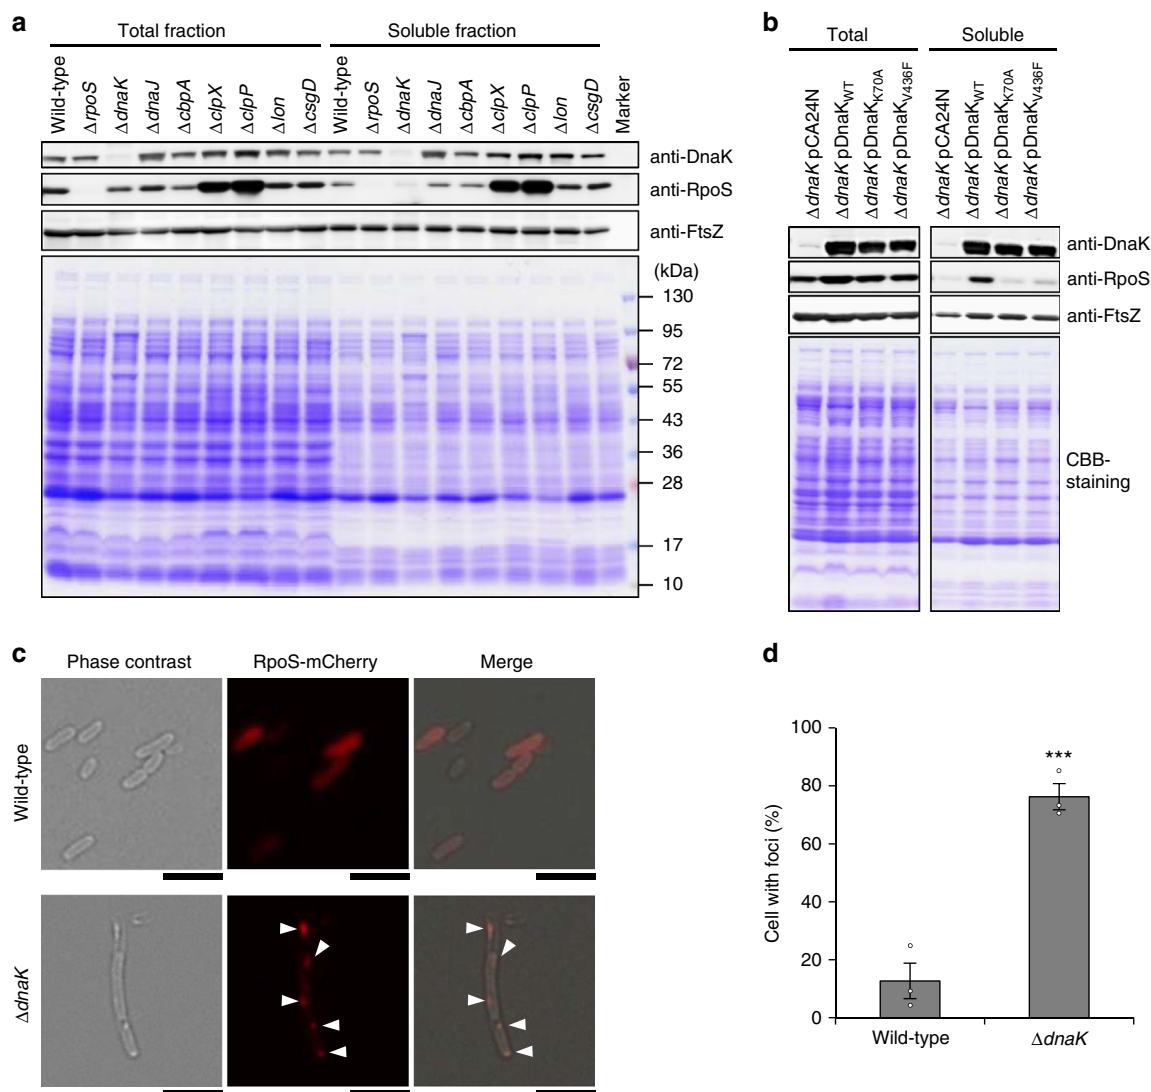 a
Total fraction
Soluble fraction
Wild-type
ΔrpoS
ΔdnaK
ΔdnaJ
ΔcbpA
ΔclpX
ΔclpP
Δlon
ΔcsgD
Wild-type
ΔrpoS
ΔdnaK
ΔdnaJ
ΔcbpA
ΔclpX
ΔclpP
Δlon
ΔcsgD
Marker
anti-DnaK
anti-RpoS
anti-FtsZ
(kDa)
130
95
72
55
43
36
28
17
10
b
Total
Soluble
ΔdnaK pCA24N
ΔdnaK pDnaKWT
ΔdnaK pDnaKK70A
ΔdnaK pDnaKV436F
ΔdnaK pCA24N
ΔdnaK pDnaKWT
ΔdnaK pDnaKK70A
ΔdnaK pDnaKV436F
anti-DnaK
anti-RpoS
anti-FtsZ
CBB-
staining
c
Phase contrast
RpoS-mCherry
Merge
Wild-type
ΔdnaK
d
Cell with foci (%)
100
80
60
40
20
0
***
Wild-type
ΔdnaK